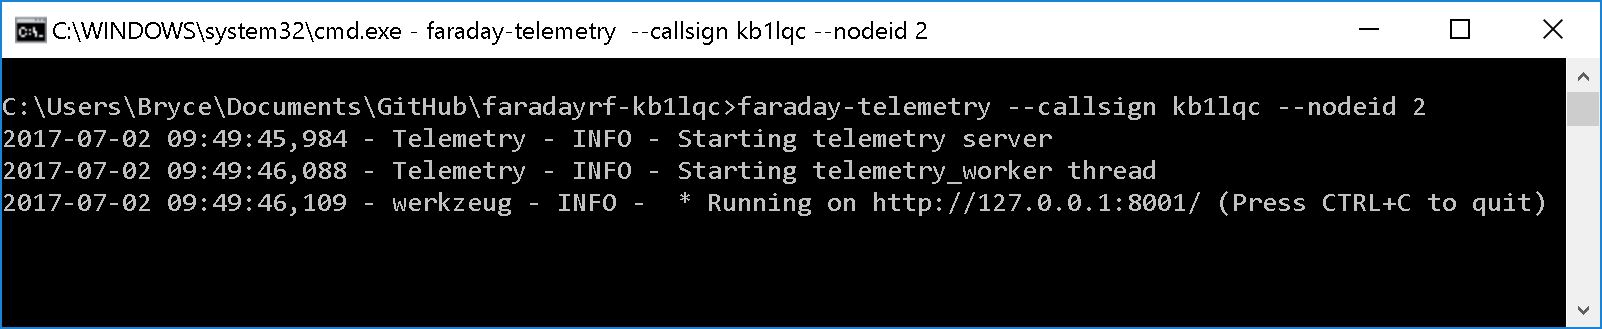 C:\WINDOWS\system32\cmd.exe - faraday-telemetry  --callsign kb1lqc --nodeid 2
C:\Users\Bryce\Documents\GitHub\faradayrf-kb1lqc>faraday-telemetry --callsign kb1lqc --nodeid 2
2017-07-02 09:49:45,984 - Telemetry - INFO - Starting telemetry server
2017-07-02 09:49:46,088 - Telemetry - INFO - Starting telemetry_worker thread
2017-07-02 09:49:46,109 - werkzeug - INFO -  * Running on http://127.0.0.1:8001/ (Press CTRL+C to quit)